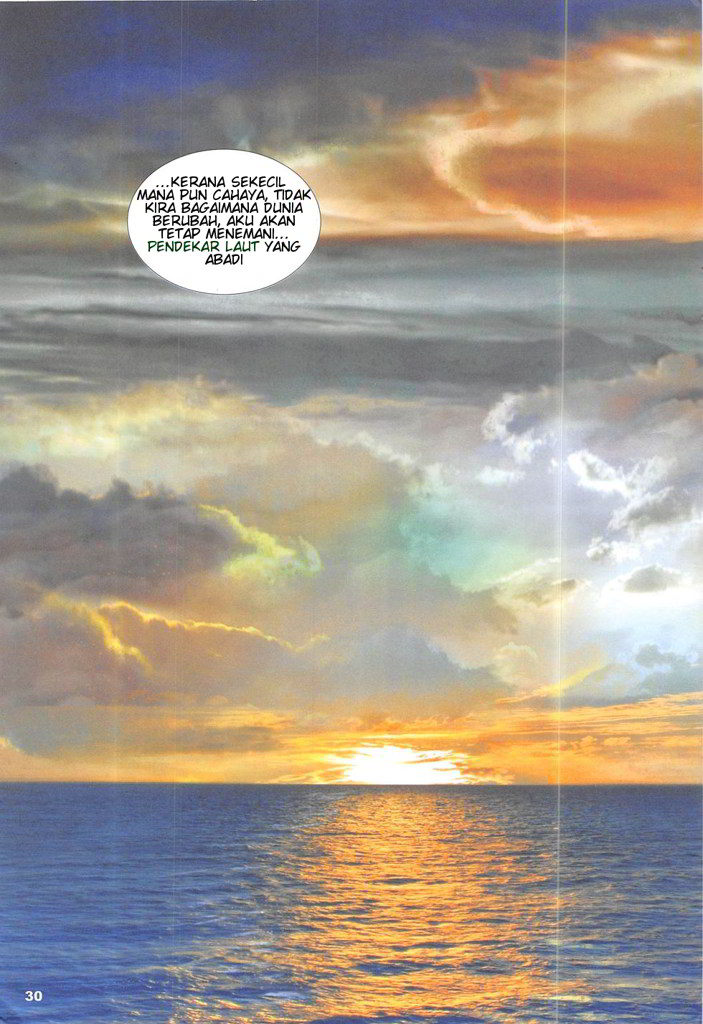 ...KERANA SEKECIL
MANA PUN CAHAYA, TIDAK
KIRA BAGAIMANA DUNIA
BERUBAH, AKU AKAN
TETAP MENEMANI...
PENDEKAR LAUT YANG
ABADI
30